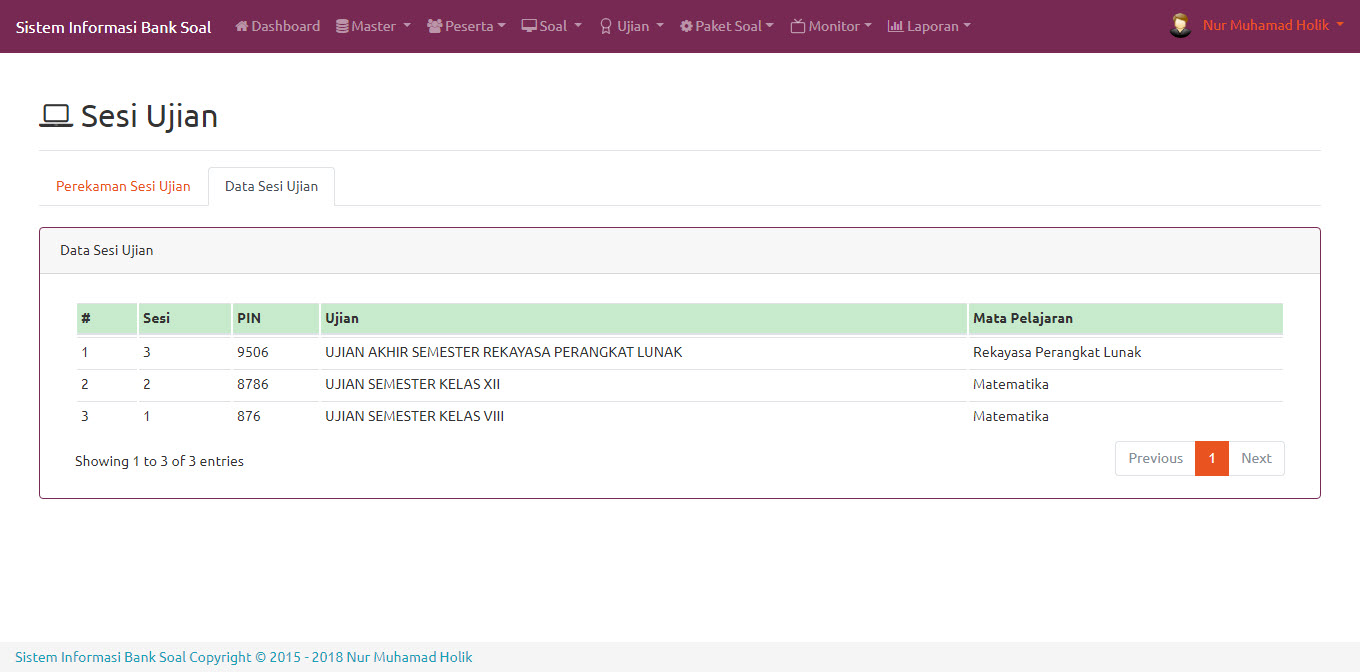 Sistem Informasi Bank Soal Dashboard Master Peserta Soal Ujian Paket Soal Monitor Laporan Nur Muhamad Holik
Sesi Ujian
Perekaman Sesi Ujian Data Sesi Ujian
Data Sesi Ujian
# Sesi PIN Ujian Mata Pelajaran
1 3 9506 UJIAN AKHIR SEMESTER REKAYASA PERANGKAT LUNAK Rekayasa Perangkat Lunak
2 2 8786 UJIAN SEMESTER KELAS XII Matematika
3 1 876 UJIAN SEMESTER KELAS VIII Matematika
Showing 1 to 3 of 3 entries Previous 1 Next
Sistem Informasi Bank Soal Copyright © 2015 - 2018 Nur Muhamad Holik